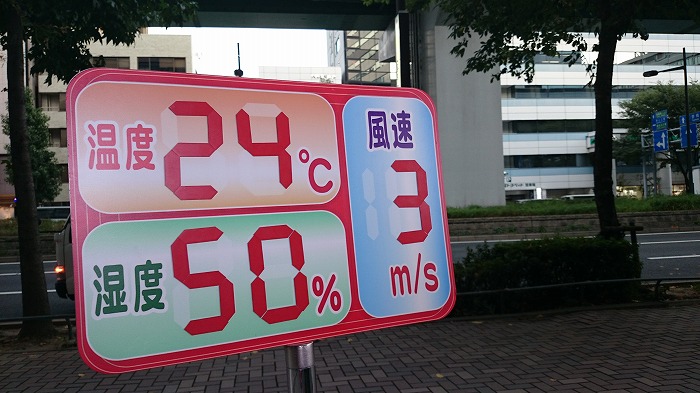 温度 24℃
湿度 50%
風速
3
m/s